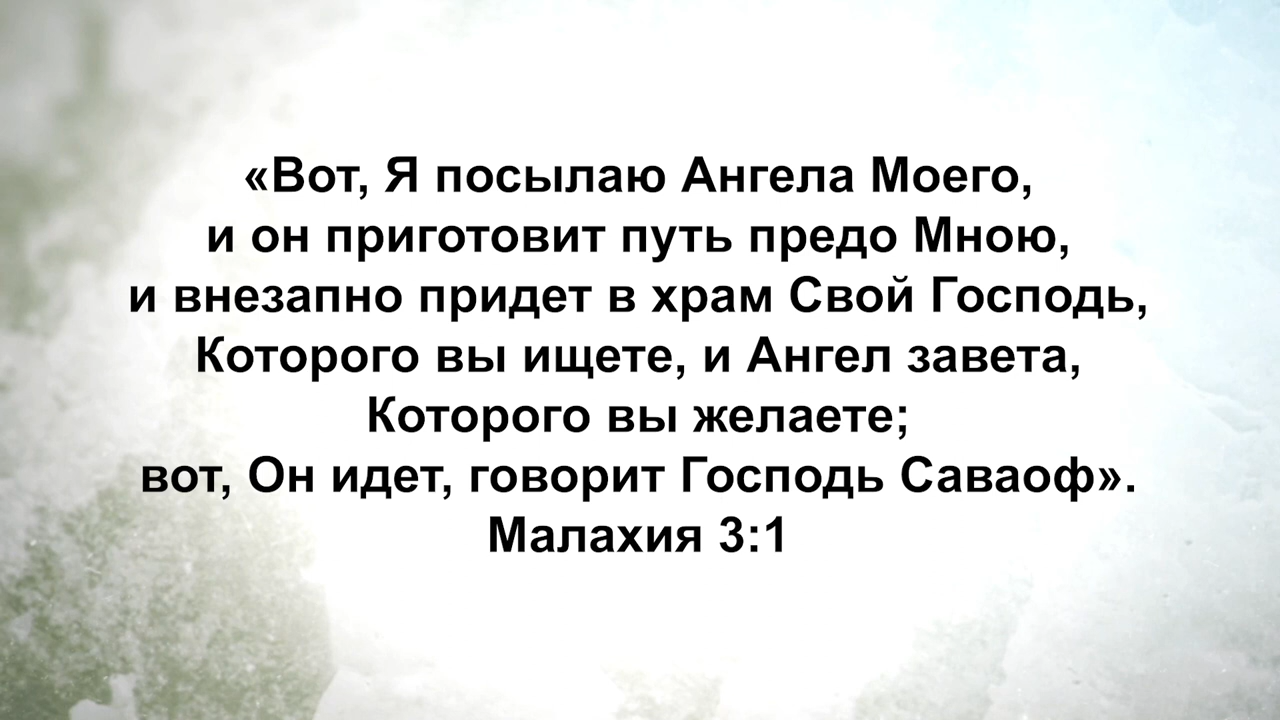 «Вот, Я посылаю Ангела Моего,
и он приготовит путь предо Мною,
и внезапно придет в храм Свой Господь,
Которого вы ищете, и Ангел завета,
Которого вы желаете;
вот, Он идет, говорит Господь Саваоф».
Малахия 3:1